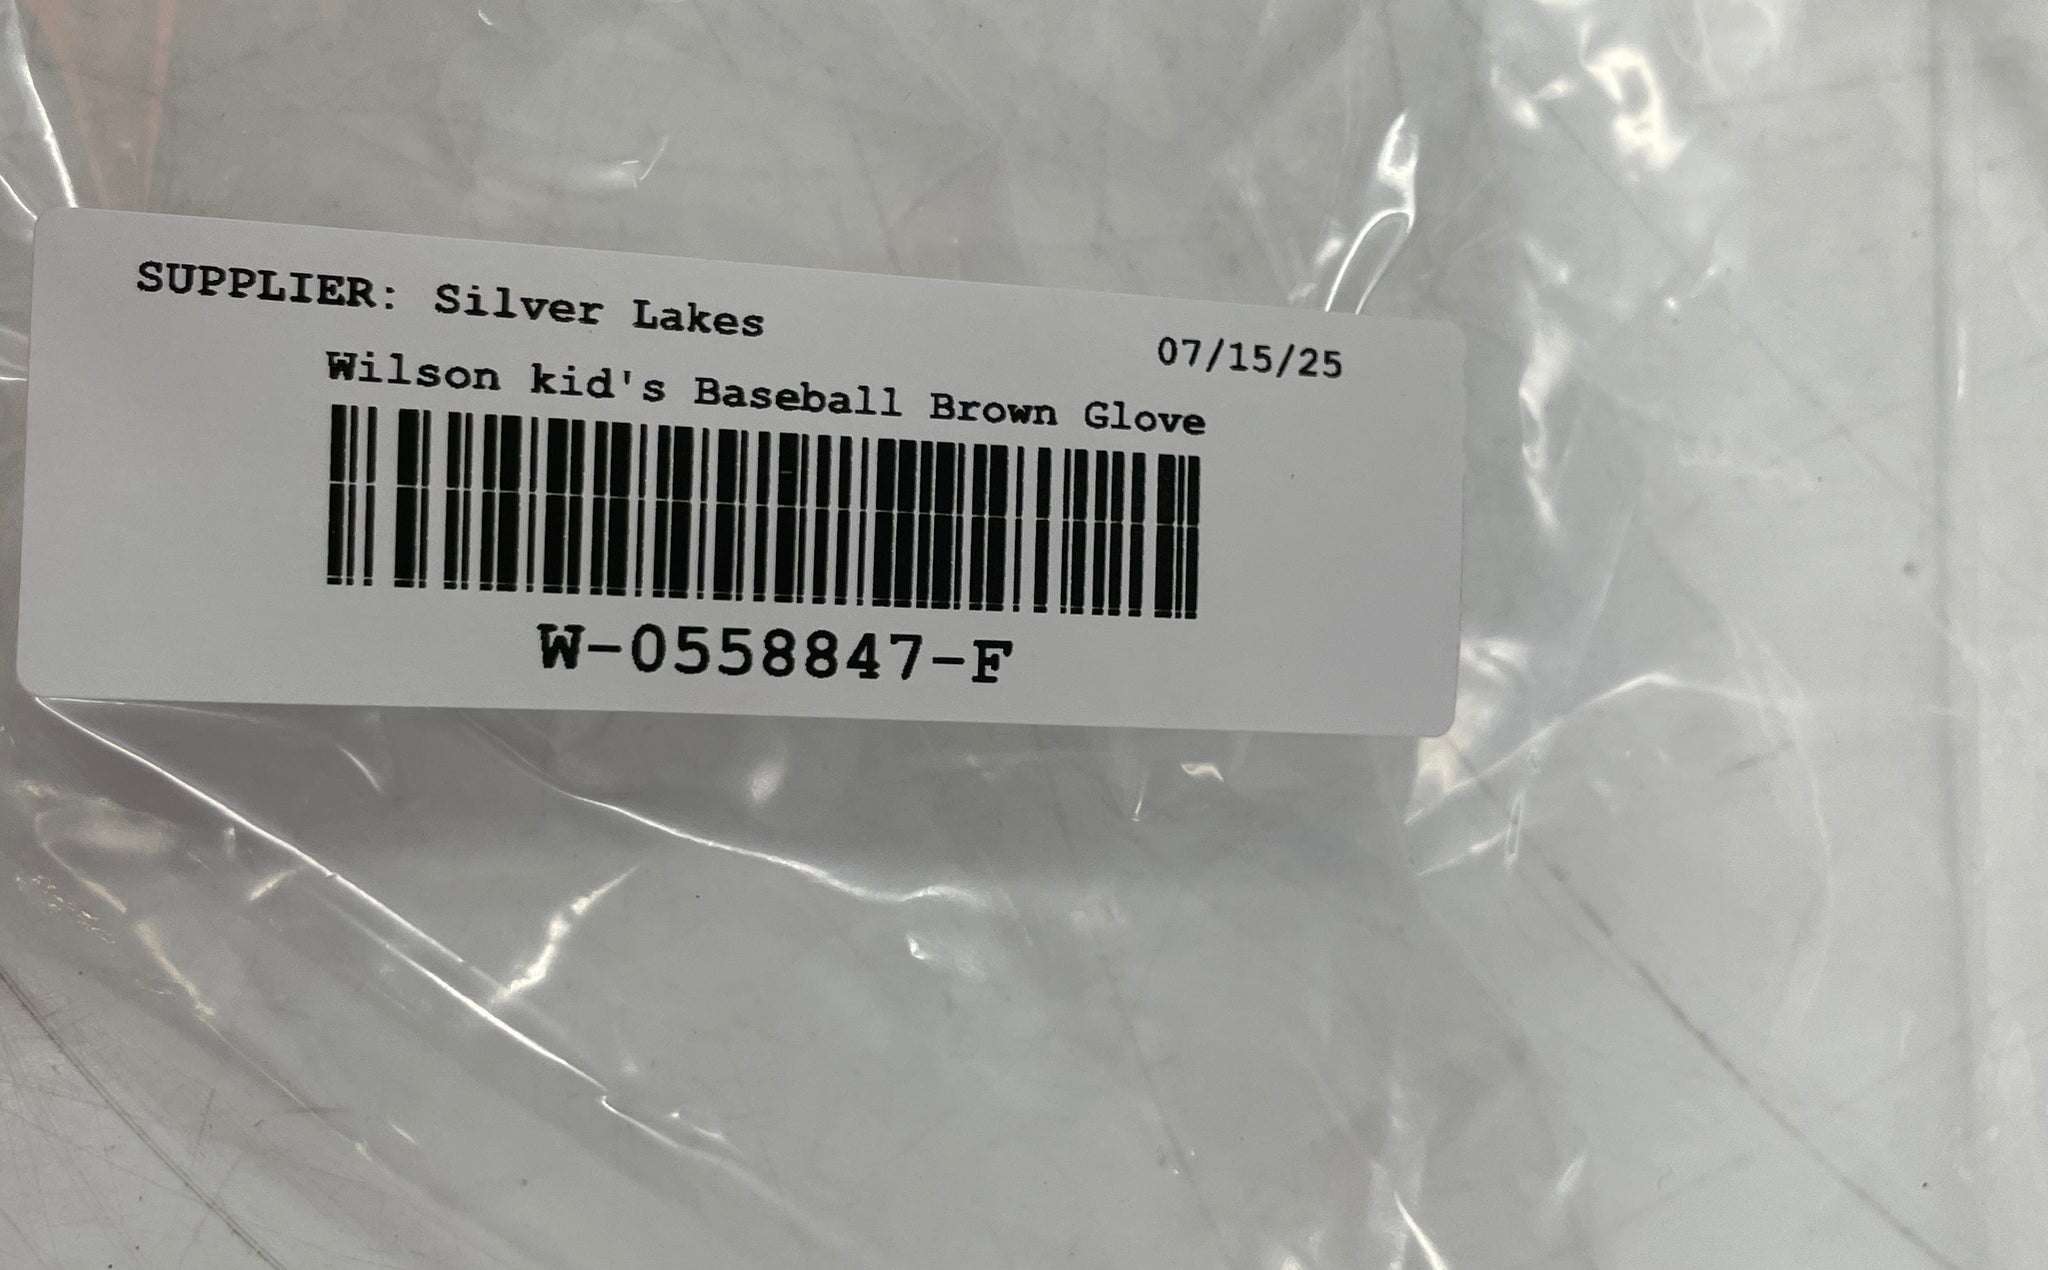 SUPPLIER: Silver Lakes
07/15/25
Wilson kid's Baseball Brown Glove
W-0558847-F